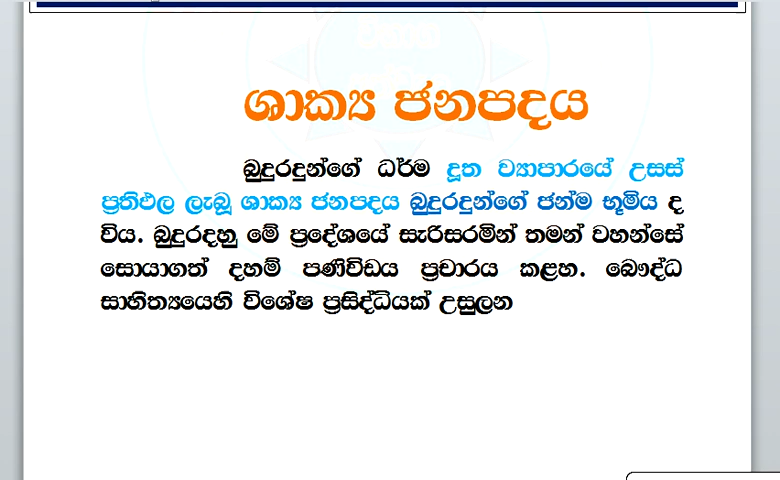 ශාක්‍ය ජනපදය
බුදුරදුන්ගේ ධර්ම දූත ව්‍යාපාරයේ උසස්
ප්‍රතිඵල ලැබූ ශාක්‍ය ජනපදය බුදුරදුන්ගේ ජන්ම භූමිය ද
විය. බුදුරදහු මේ ප්‍රදේශයේ සැරිසරමින් තමන් වහන්සේ
සොයාගත් දහම් පණිවිඩය ප්‍රචාරය කළහ. බෞද්ධ
සාහිත්‍යයෙහි විශේෂ ප්‍රසිද්ධියක් උසුලන